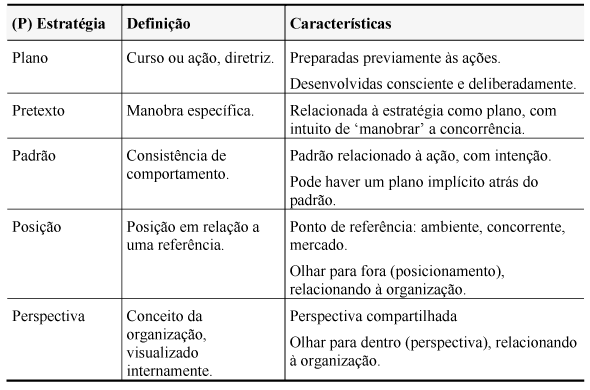 (P) Estratégia Definição Características
Plano Curso ou ação, diretriz. Preparadas previamente às ações.
Desenvolvidas consciente e deliberadamente.
Pretexto Manobra específica. Relacionada à estratégia como plano, com
intuito de ‘manobrar’ a concorrência.
Padrão Consistência de Padrão relacionado à ação, com intenção.
comportamento.
Pode haver um plano implícito atrás do
padrão.
Posição Posição em relação a Ponto de referência: ambiente, concorrente,
uma referência. mercado.
Olhar para fora (posicionamento),
relacionando à organização.
Perspectiva Conceito da Perspectiva compartilhada
organização, Olhar para dentro (perspectiva), relacionando
visualizado à organização.
internamente.